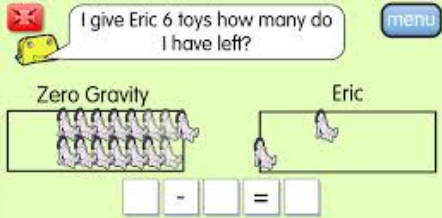 I give Eric 6 toys how many do
I have left?
menu
Zero Gravity
Eric
- =